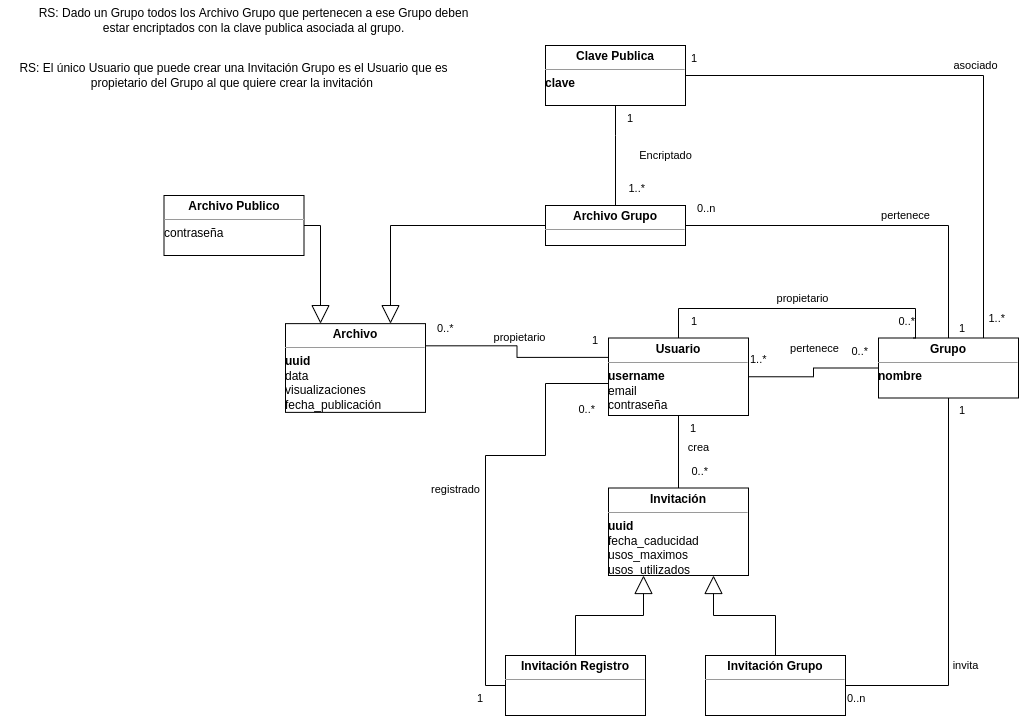 RS: Dado un Grupo todos los Archivo Grupo que pertenecen a ese Grupo deben
estar encriptados con la clave publica asociada al grupo.
RS: El único Usuario que puede crear una Invitación Grupo es el Usuario que es
propietario del Grupo al que quiere crear la invitación
Clave Publica
clave
1
asociado
1
Encriptado
1..*
Archivo Publico
contraseña
Archivo Grupo
0..n
pertenece
propietario
1
0..*
1
1..*
Archivo
uuid
data
visualizaciones
fecha_publicación
0..*
propietario
1
Usuario
username
email
contraseña
1..*
pertenece
0..*
Grupo
nombre
0..*
1
crea
0..*
1
registrado
Invitación
uuid
fecha_caducidad
usos_maximos
usos_utilizados
Invitación Registro
1
Invitación Grupo
0..n
invita